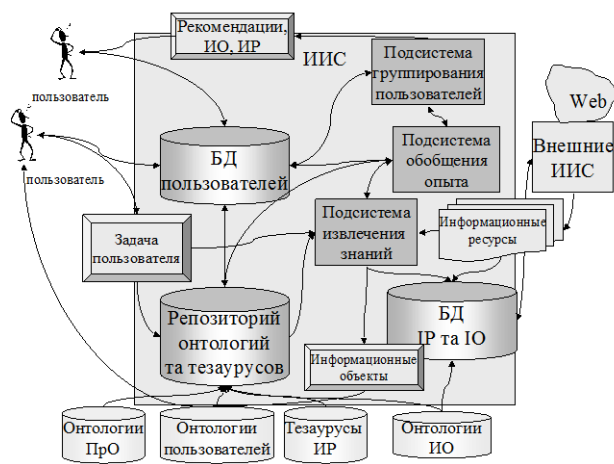 Рекомендации,
ИО, ИР
ИИС
Подсистема
группирования
пользователей
Web
пользователь
Внешние
ИИС
пользователь
БД
пользователей
Подсистема
обобщения
опыта
Задача
пользователя
Подсистема
извлечения
знаний
Информационные
ресурсы
Репозиторий
онтологий
та тезаурусов
БД
IP та IO
Информационные
объекты
Онтологии
ПрО
Онтологии
пользователей
Тезаурусы
ИР
Онтологии
ИО